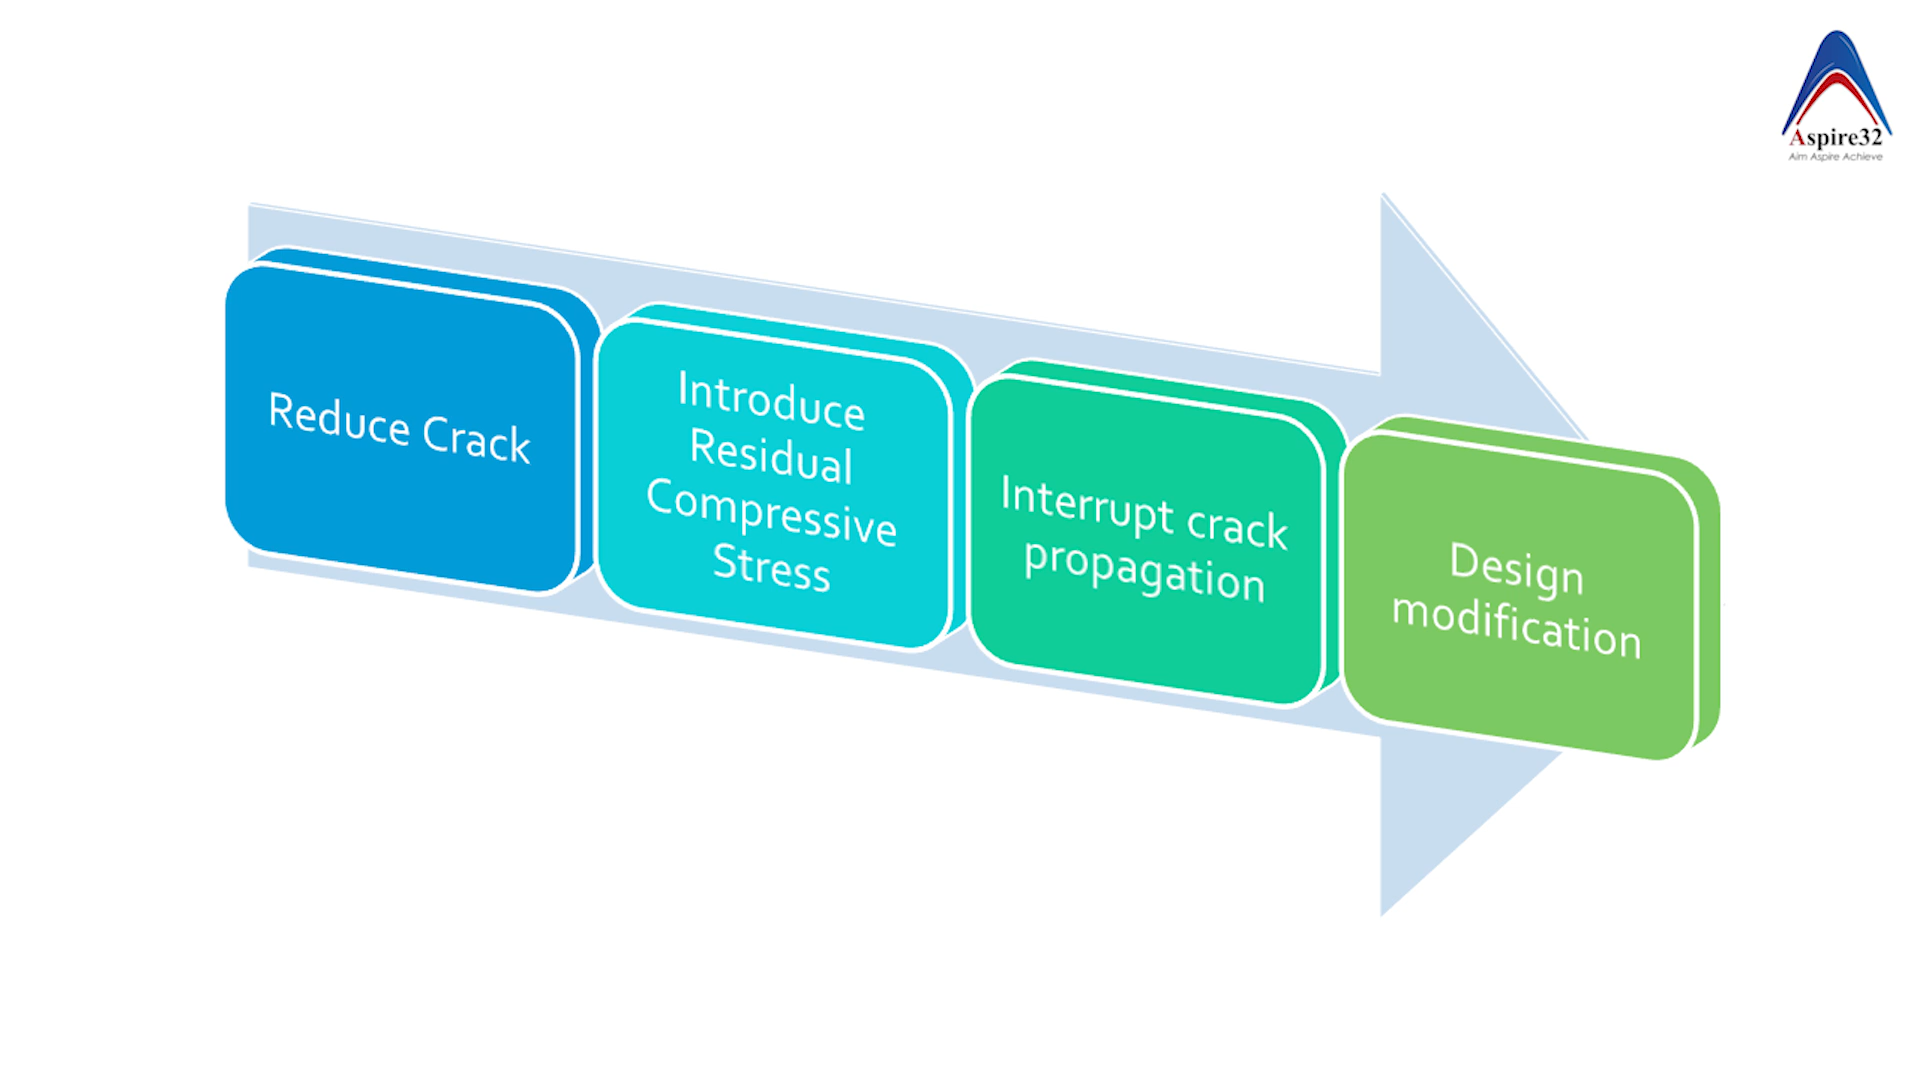 Aspire32
Aim Aspire Achieve
Reduce Crack
Introduce
Residual
Compressive
Stress
Interrupt crack
propagation
Design
modification